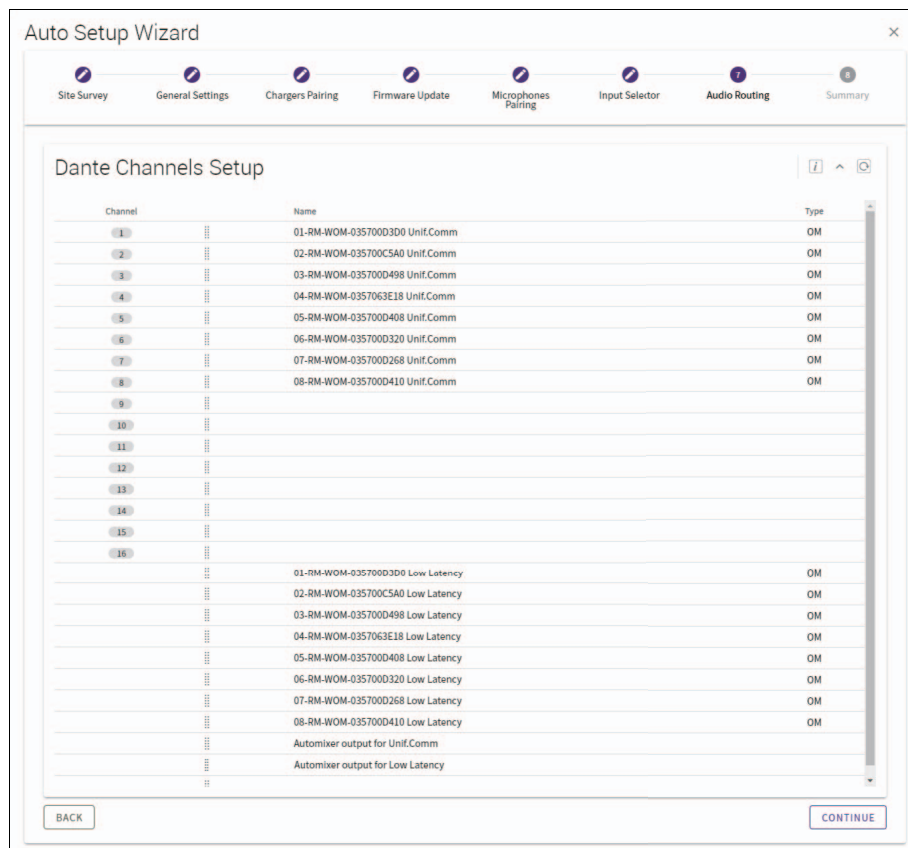 Auto Setup Wizard
Site Survey
General Settings
Chargers Pairing
Firmware Update
Microphones
Pairing
Input Selector
7
Audio Routing
8
Summary
Dante Channels Setup
i
Channel Name Type
1 01-RM-WOM-035700D3D0 Unif.Comm OM
2 02-RM-WOM-035700C5A0 Unif.Comm OM
3 03-RM-WOM-035700D498 Unif.Comm OM
4 04-RM-WOM-0357063E18 Unif.Comm OM
5 05-RM-WOM-035700D408 Unif.Comm OM
6 06-RM-WOM-035700D320 Unif.Comm OM
7 07-RM-WOM-035700D268 Unif.Comm OM
8 08-RM-WOM-035700D410 Unif.Comm OM
9
10
11
12
13
14
15
16
01-RM-WOM-035700D3D0 Low Latency OM
02-RM-WOM-035700C5A0 Low Latency OM
03-RM-WOM-035700D498 Low Latency OM
04-RM-WOM-0357063E18 Low Latency OM
05-RM-WOM-035700D408 Low Latency OM
06-RM-WOM-035700D320 Low Latency OM
07-RM-WOM-035700D268 Low Latency OM
08-RM-WOM-035700D410 Low Latency OM
Automixer output for Unif.Comm
Automixer output for Low Latency
BACK CONTINUE